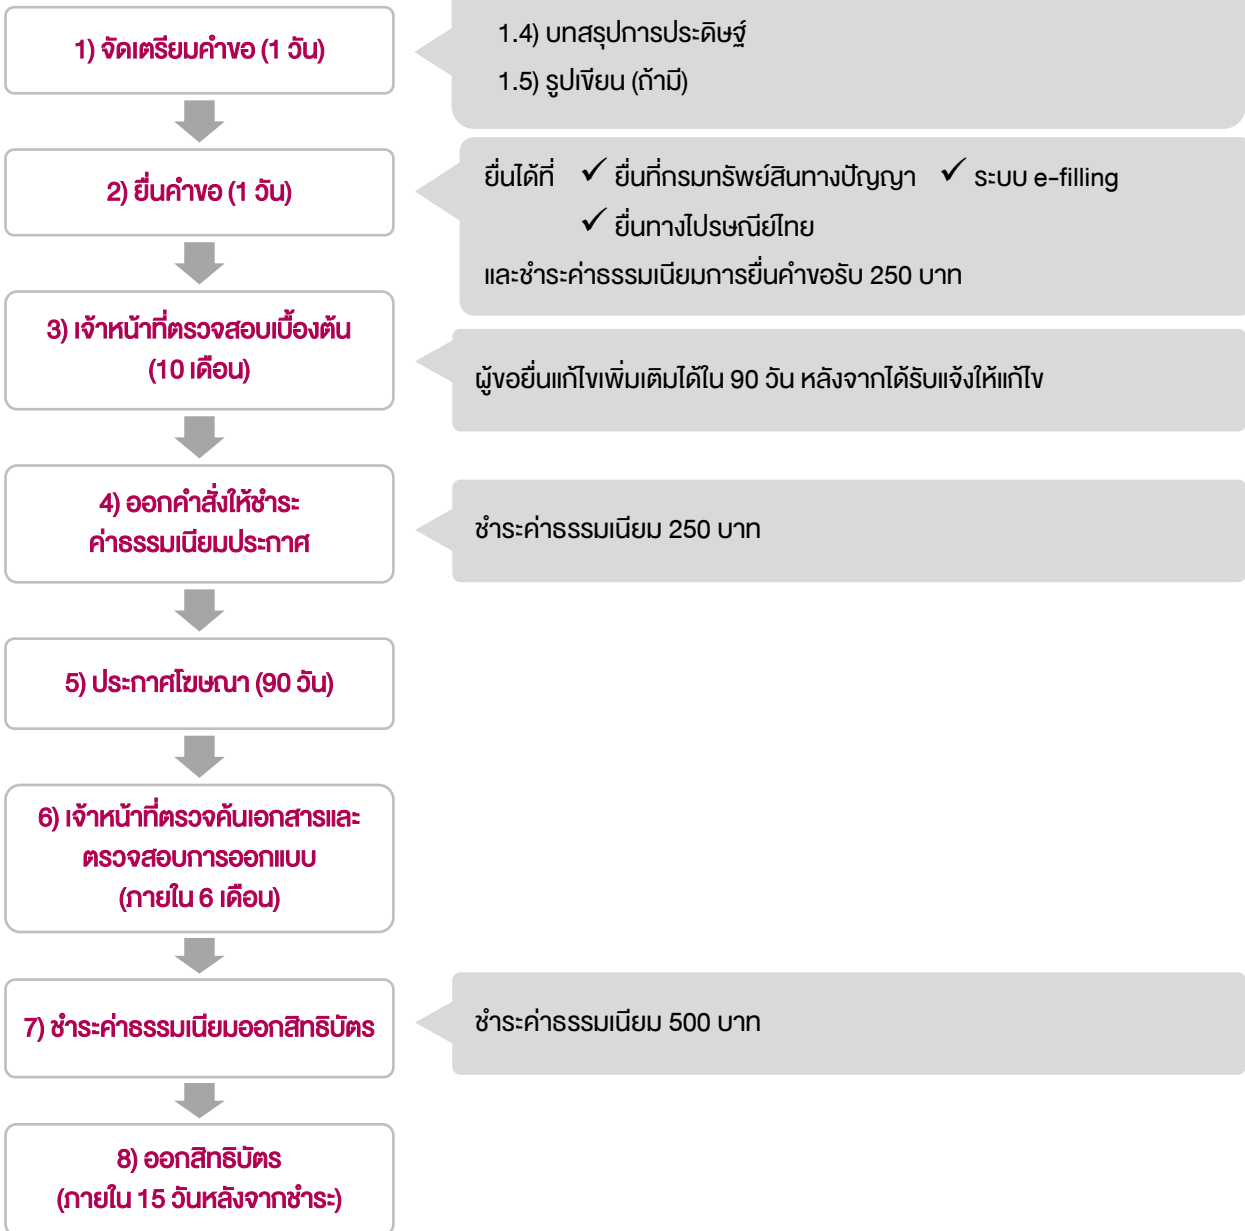 1) จัดเตรียมคำขอ (1 วัน)
1.4) บทสรุปการประดิษฐ์
1.5) รูปเขียน (ถ้ามี)
2) ยื่นคำขอ (1 วัน)
ยื่นได้ที่ ✓ ยื่นที่กรมทรัพย์สินทางปัญญา ✓ ระบบ e-filling
✓ ยื่นทางไปรษณีย์ไทย
และชำระค่าธรรมเนียมการยื่นคำขอรับ 250 บาท
3) เจ้าหน้าที่ตรวจสอบเบื้องต้น
(10 เดือน)
ผู้ขอยื่นแก้ไขเพิ่มเติมได้ใน 90 วัน หลังจากได้รับแจ้งให้แก้ไข
4) ออกคำสั่งให้ชำระ
ค่าธรรมเนียมประกาศ
ชำระค่าธรรมเนียม 250 บาท
5) ประกาศโฆษณา (90 วัน)
6) เจ้าหน้าที่ตรวจค้นเอกสารและ
ตรวจสอบการออกแบบ
(ภายใน 6 เดือน)
7) ชำระค่าธรรมเนียมออกสิทธิบัตร
ชำระค่าธรรมเนียม 500 บาท
8) ออกสิทธิบัตร
(ภายใน 15 วันหลังจากชำระ)